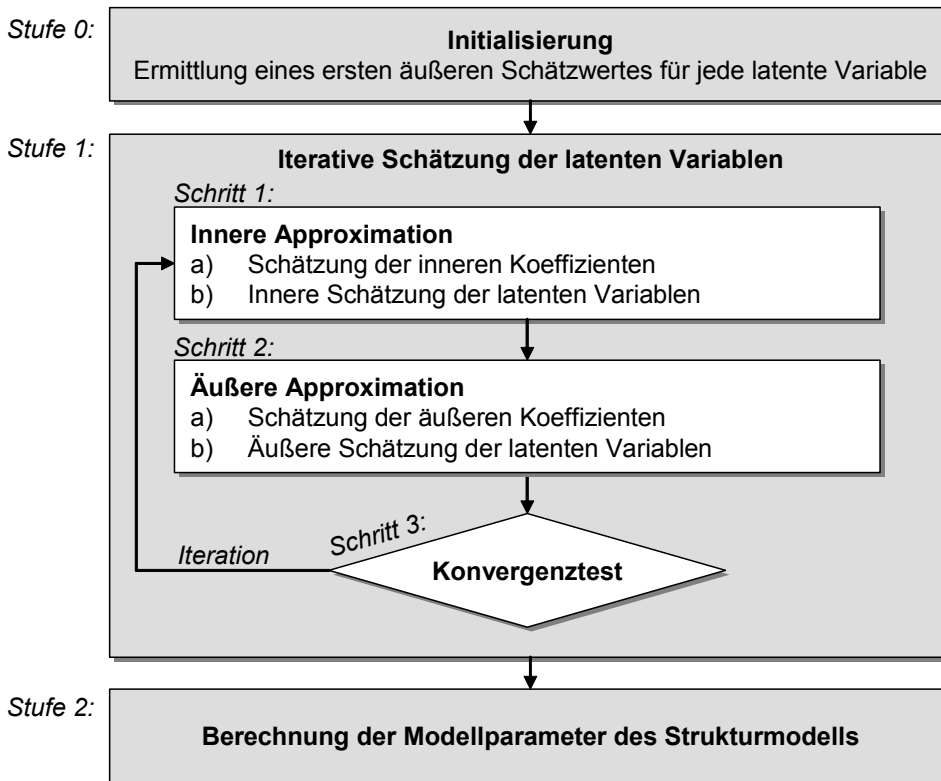 Stufe 0:
Initialisierung
Ermittlung eines ersten äußeren Schätzwertes für jede latente Variable
Stufe 1:
Iterative Schätzung der latenten Variablen
Schritt 1:
Innere Approximation
a) Schätzung der inneren Koeffizienten
b) Innere Schätzung der latenten Variablen
Schritt 2:
Äußere Approximation
a) Schätzung der äußeren Koeffizienten
b) Äußere Schätzung der latenten Variablen
Schritt 3:
Iteration
Konvergenztest
Stufe 2:
Berechnung der Modellparameter des Strukturmodells